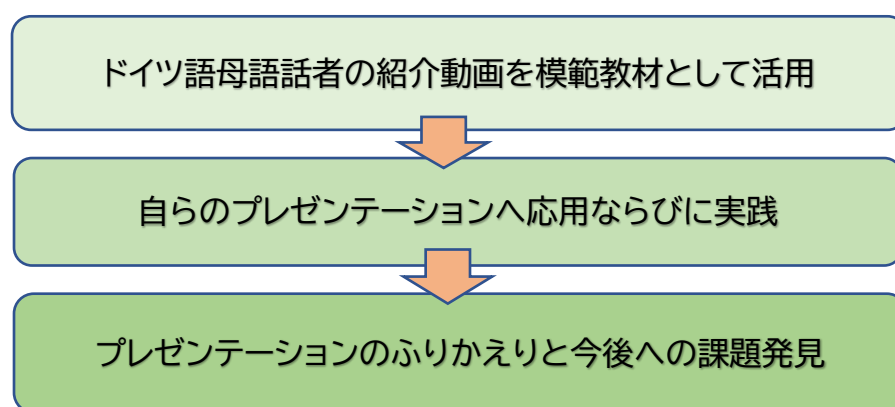 ドイツ語母語話者の紹介動画を模範教材として活用
自らのプレゼンテーションへ応用ならびに実践
プレゼンテーションのふりかえりと今後への課題発見